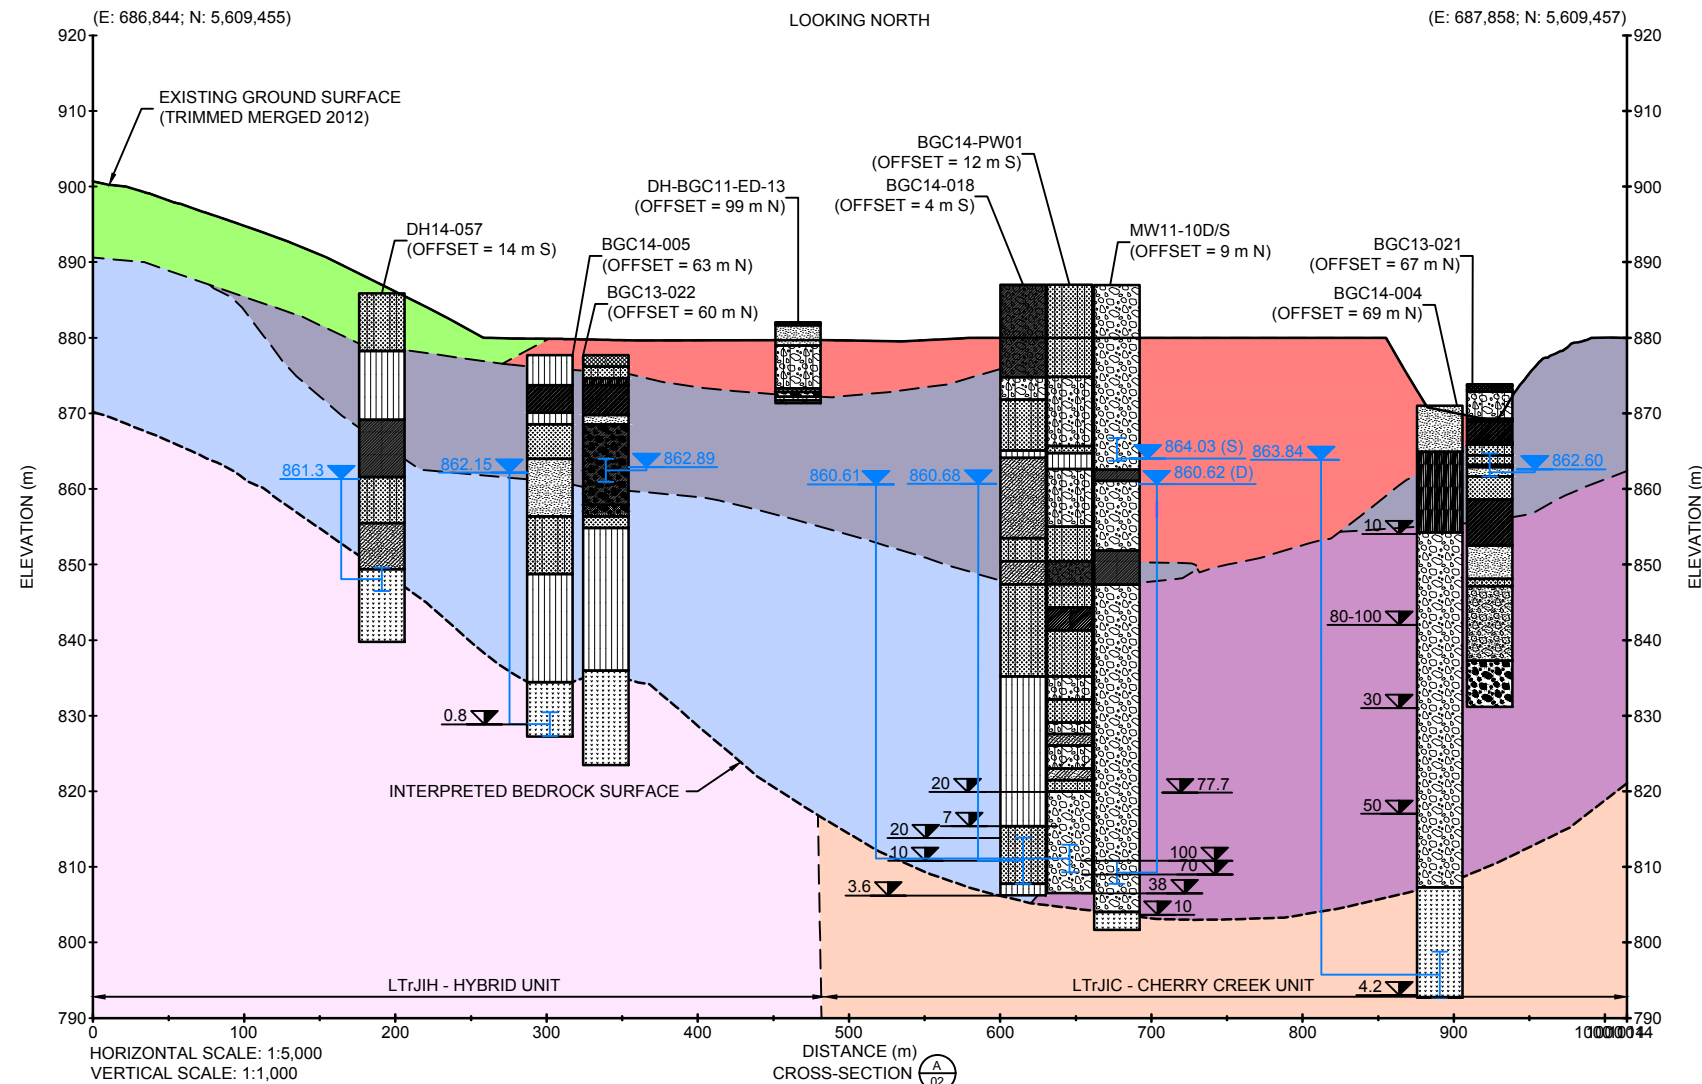 (E: 686,844; N: 5,609,455)
LOOKING NORTH
(E: 687,858; N: 5,609,457)
920
920
910
910
900
900
890
890
880
880
870
870
860
860
850
850
840
840
830
830
820
820
810
810
800
800
790
790
ELEVATION (m)
ELEVATION (m)
EXISTING GROUND SURFACE
(TRIMMED MERGED 2012)
DH14-057
(OFFSET = 14 m S)
BGC14-005
(OFFSET = 63 m N)
BGC13-022
(OFFSET = 60 m N)
DH-BGC11-ED-13
(OFFSET = 99 m N)
BGC14-PW01
(OFFSET = 12 m S)
BGC14-018
(OFFSET = 4 m S)
MW11-10D/S
(OFFSET = 9 m N)
BGC13-021
(OFFSET = 67 m N)
BGC14-004
(OFFSET = 69 m N)
861.3
862.15
862.89
860.61
860.68
864.03 (S)
860.62 (D)
863.84
862.60
10
80-100
30
50
4.2
0.8
20
7
20
10
3.6
77.7
100
70
38
10
INTERPRETED BEDROCK SURFACE
LTrJIH - HYBRID UNIT
LTrJIC - CHERRY CREEK UNIT
0
100
200
300
400
500
600
700
800
900
1000
1014
HORIZONTAL SCALE: 1:5,000
VERTICAL SCALE: 1:1,000
DISTANCE (m)
CROSS-SECTION
A
02